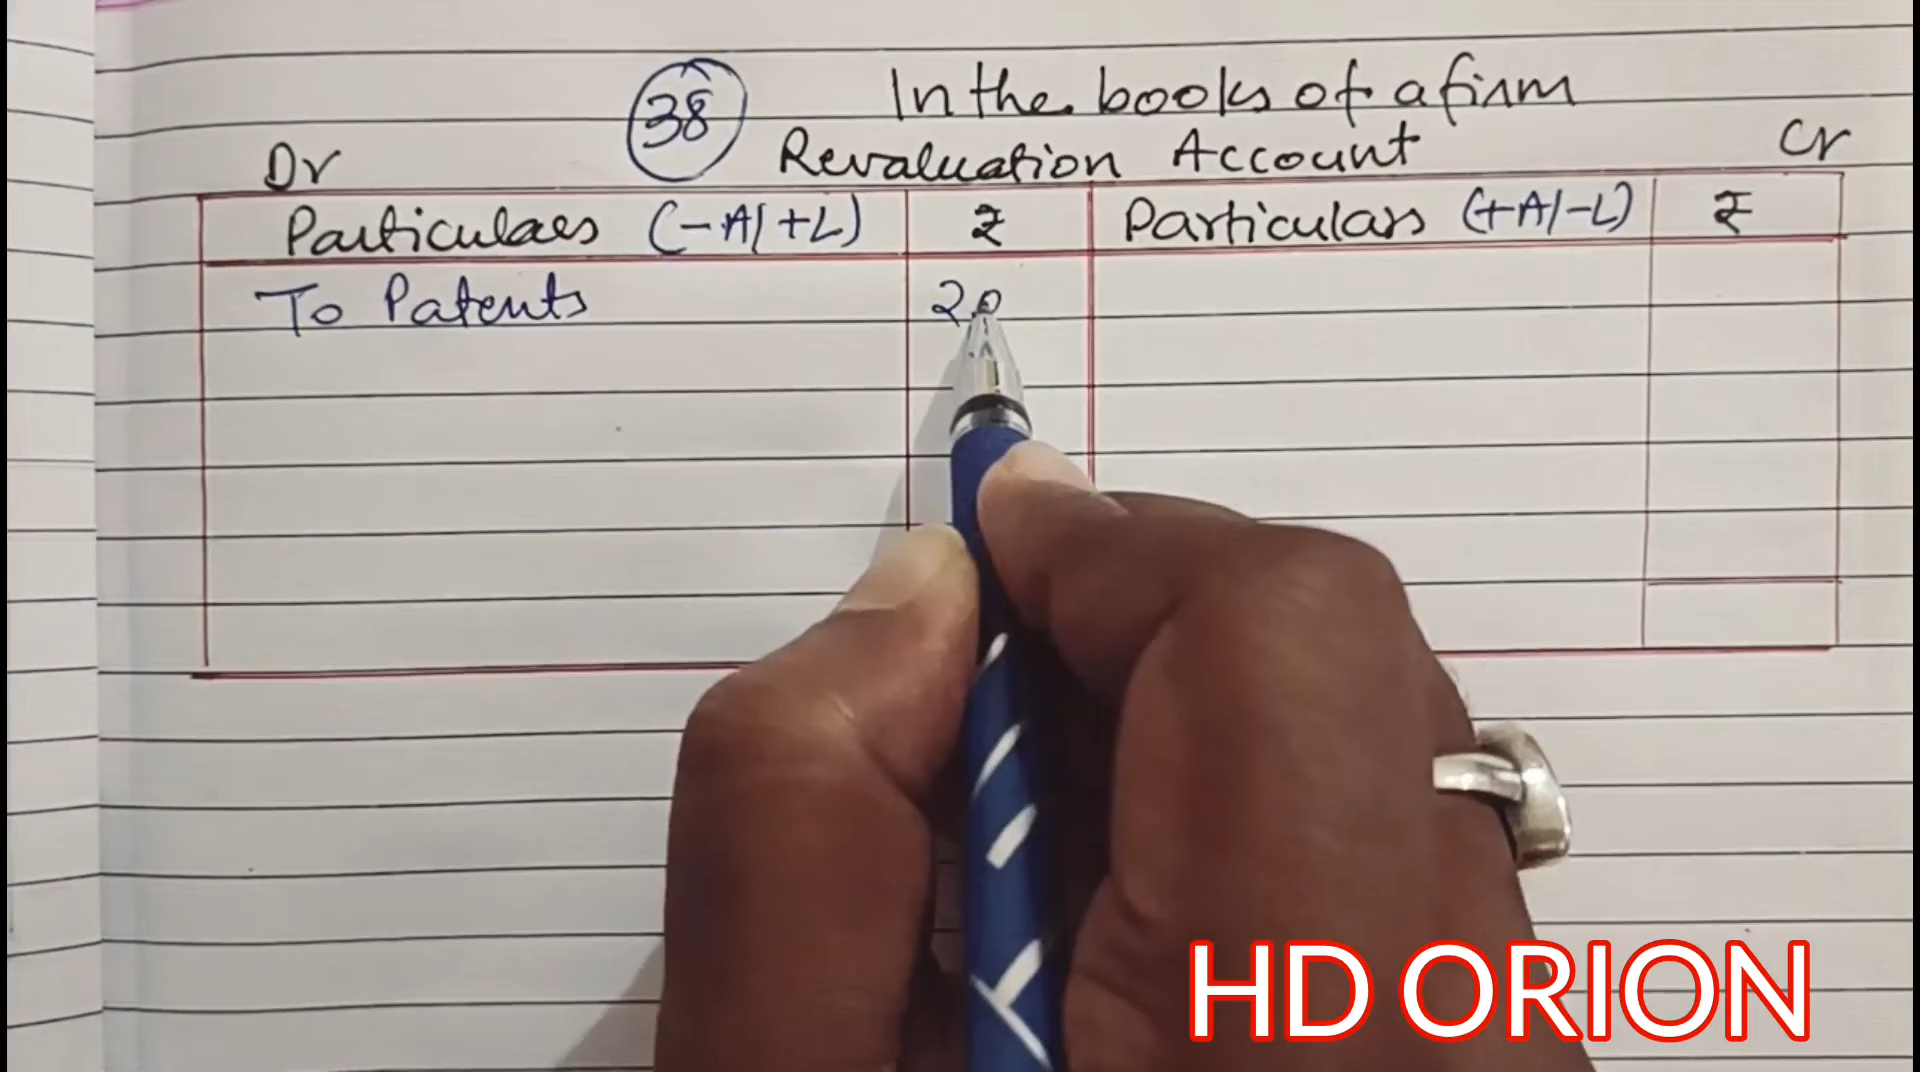 38 In the books of a firm
Dr Revaluation Account Cr
Particulars (-A/+L) ₹ Particulars (+A/-L) ₹
To Patents 20
HD ORION